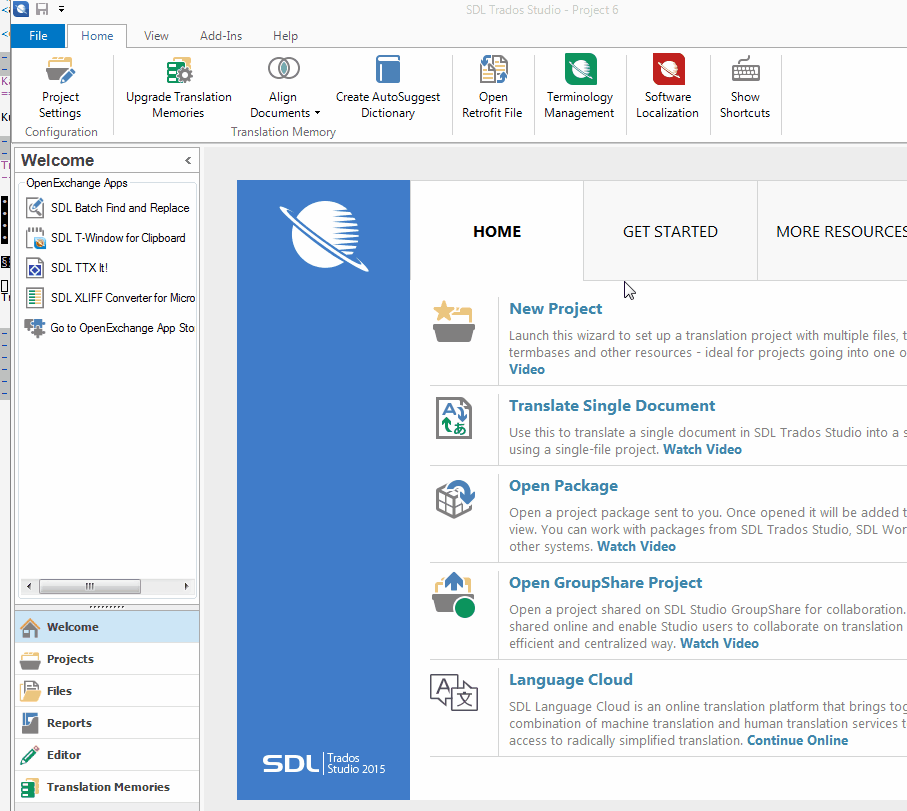 SDL Trados Studio - Project 6
File Home View Add-Ins Help
Project Settings
Upgrade Translation Memories
Align Documents
Create AutoSuggest Dictionary
Open Retrofit File
Terminology Management
Software Localization
Show Shortcuts
Configuration
Translation Memory
Welcome
OpenExchange Apps
SDL Batch Find and Replace
SDL T-Window for Clipboard
SDL TTX It!
SDL XLIFF Converter for Micro
Go to OpenExchange App Sto
Welcome
Projects
Files
Reports
Editor
Translation Memories
HOME GET STARTED MORE RESOURCES
New Project
Launch this wizard to set up a translation project with multiple files, t
termbases and other resources - ideal for projects going into one o
Video
Translate Single Document
Use this to translate a single document in SDL Trados Studio into a s
using a single-file project. Watch Video
Open Package
Open a project package sent to you. Once opened it will be added t
view. You can work with packages from SDL Trados Studio, SDL Wor
other systems. Watch Video
Open GroupShare Project
Open a project shared on SDL Studio GroupShare for collaboration.
shared online and enable Studio users to collaborate on translation
efficient and centralized way. Watch Video
Language Cloud
SDL Language Cloud is an online translation platform that brings tog
combination of machine translation and human translation services t
access to radically simplified translation. Continue Online
SDL Trados Studio 2015